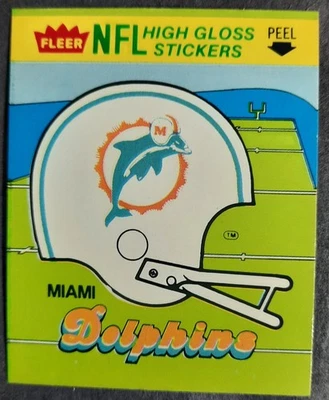 FLEER NFL HIGH GLOSS STICKERS PEEL
M
TM
MIAMI
Dolphins